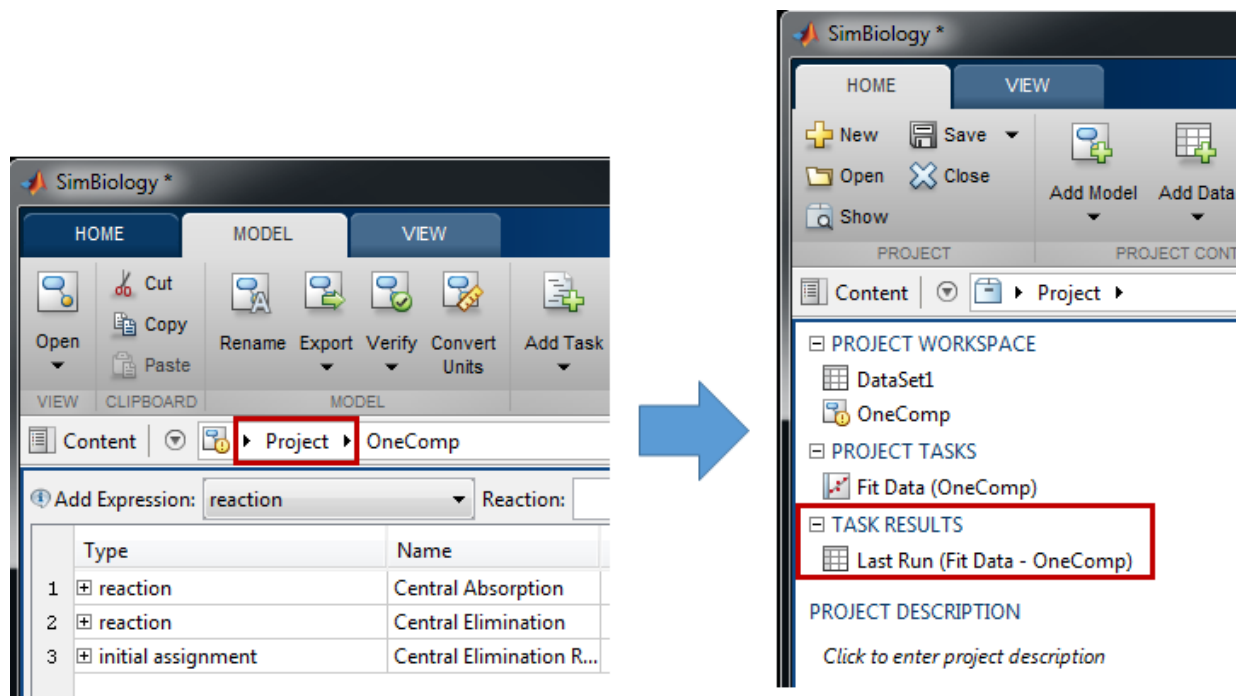 SimBiology *
HOME MODEL VIEW
Open
Cut
Copy
Paste
Rename Export Verify Convert Units Add Task
VIEW CLIPBOARD MODEL
Content Project OneComp
Add Expression: reaction Reaction:
Type Name
1 reaction Central Absorption
2 reaction Central Elimination
3 initial assignment Central Elimination R...
SimBiology *
HOME VIEW
New Save
Open Close
Show
Add Model Add Data
PROJECT PROJECT CONT
Content Project
PROJECT WORKSPACE
DataSet1
OneComp
PROJECT TASKS
Fit Data (OneComp)
TASK RESULTS
Last Run (Fit Data - OneComp)
PROJECT DESCRIPTION
Click to enter project description